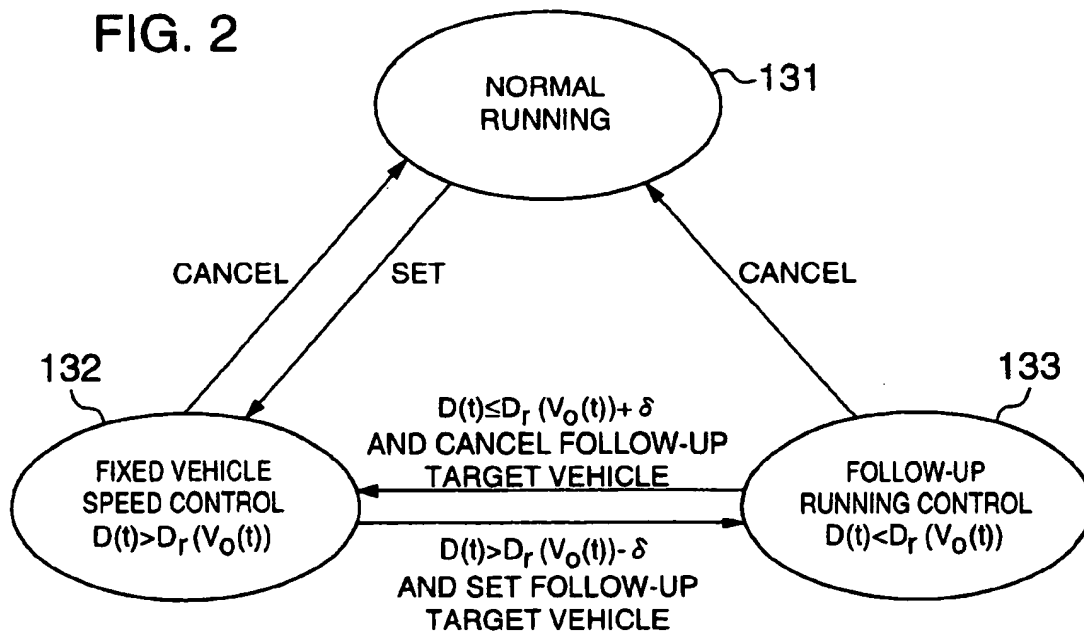 FIG. 2
NORMAL
RUNNING
131
CANCEL
SET
CANCEL
132
133
FIXED VEHICLE
SPEED CONTROL
D(t)>Dr (Vo(t))
D(t)≤Dr (Vo(t))+ δ
AND CANCEL FOLLOW-UP
TARGET VEHICLE
D(t)>Dr (Vo(t))-δ
AND SET FOLLOW-UP
TARGET VEHICLE
FOLLOW-UP
RUNNING CONTROL
D(t)<Dr (Vo(t))